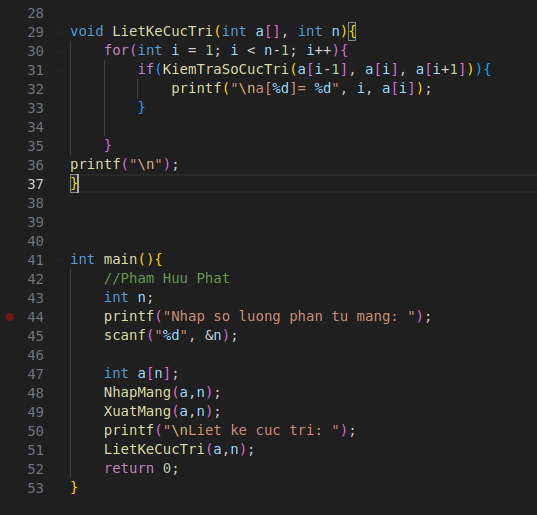 28
29 void LietKeCucTri(int a[], int n){
30     for(int i = 1; i < n-1; i++){
31         if(KiemTraSoCucTri(a[i-1], a[i], a[i+1])){
32             printf("\na[%d]= %d", i, a[i]);
33         }
34
35     }
36 printf("\n");
37 }
38
39
40
41 int main(){
42     //Pham Huu Phat
43     int n;
44     printf("Nhap so luong phan tu mang: ");
45     scanf("%d", &n);
46
47     int a[n];
48     NhapMang(a,n);
49     XuatMang(a,n);
50     printf("\nLiet ke cuc tri: ");
51     LietKeCucTri(a,n);
52     return 0;
53 }